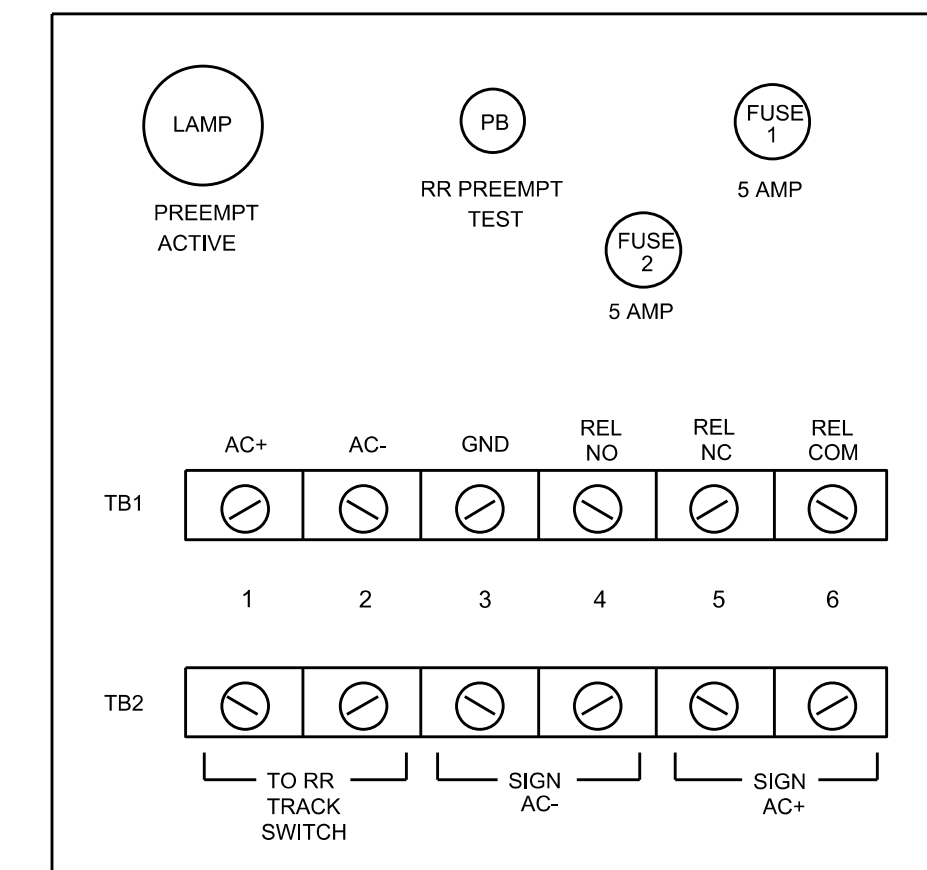 LAMP
PREEMPT
ACTIVE
PB
RR PREEMPT
TEST
FUSE
1
5 AMP
FUSE
2
5 AMP
AC+ AC- GND REL NO REL NC REL COM
TB1
1 2 3 4 5 6
TB2
TO RR
TRACK
SWITCH
SIGN
AC-
SIGN
AC+